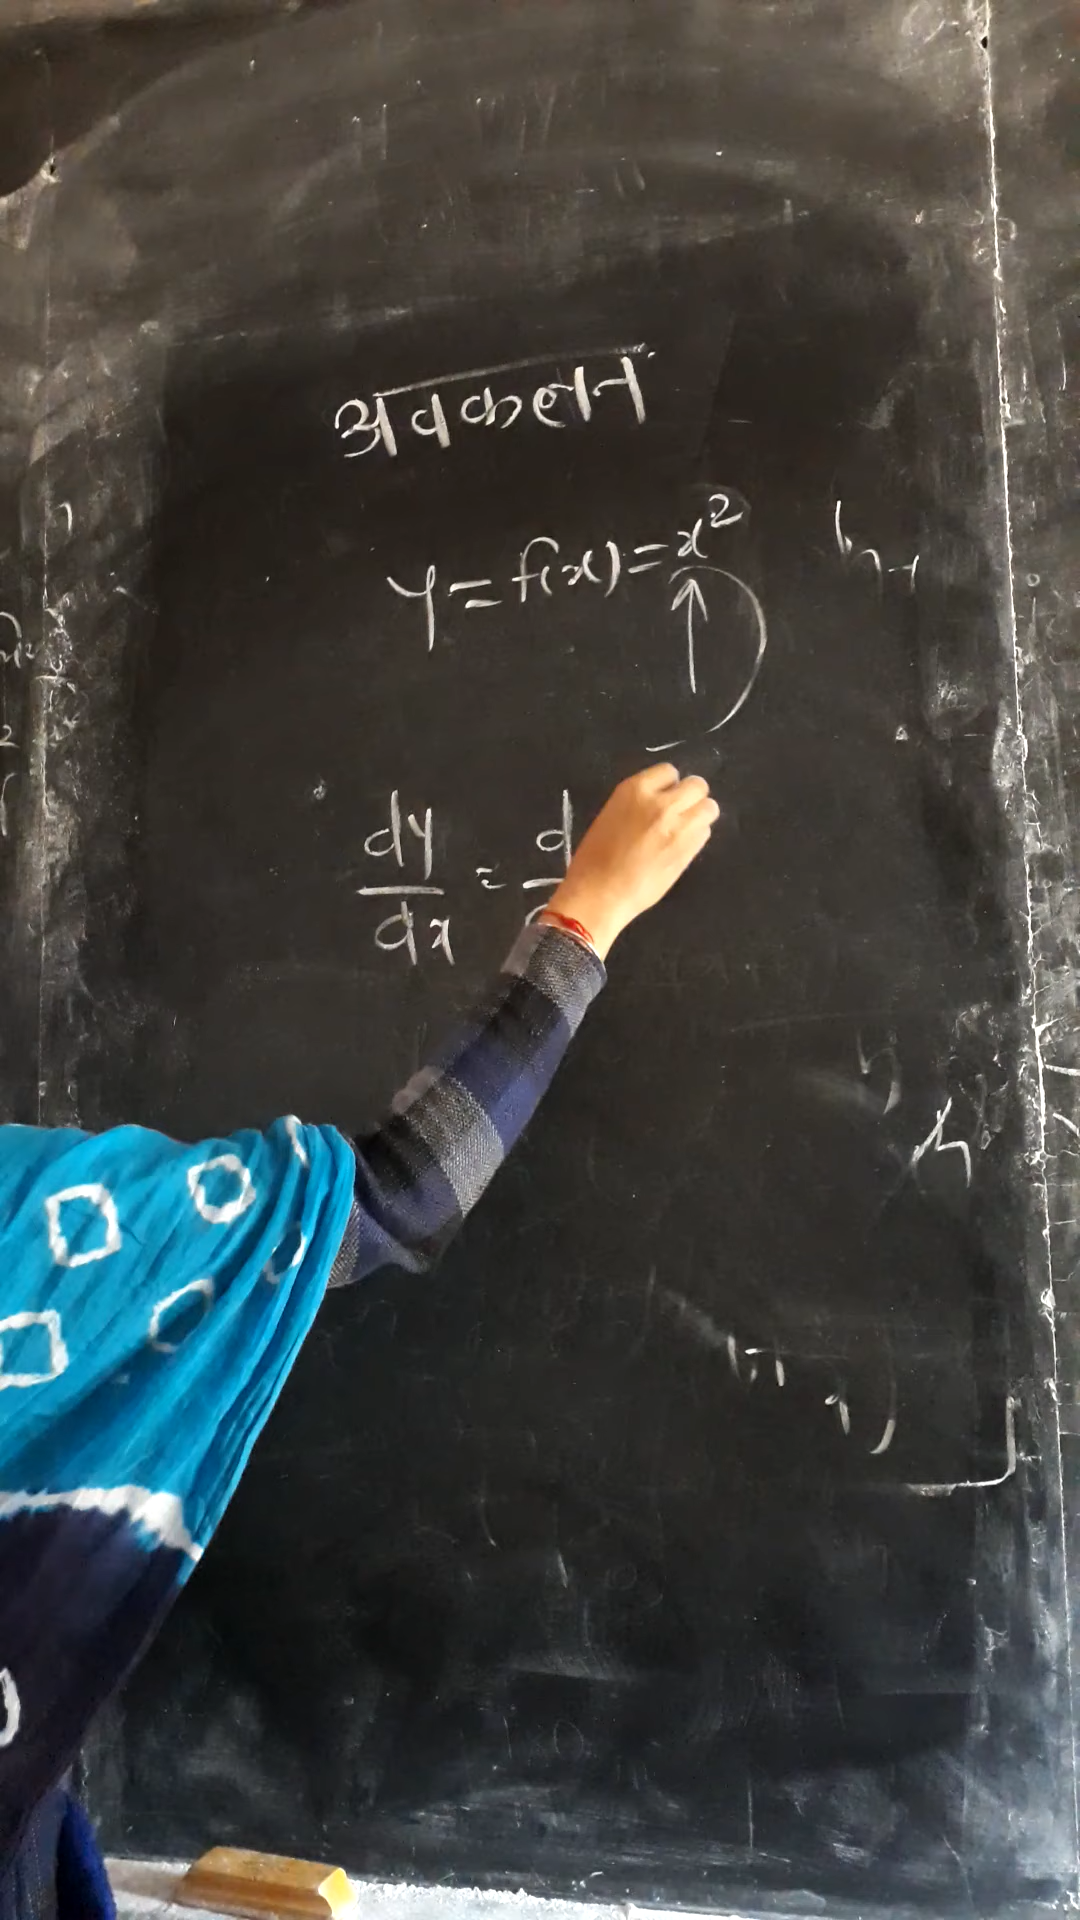 अवकलन
y = f(x) = x²
dy/dx = d